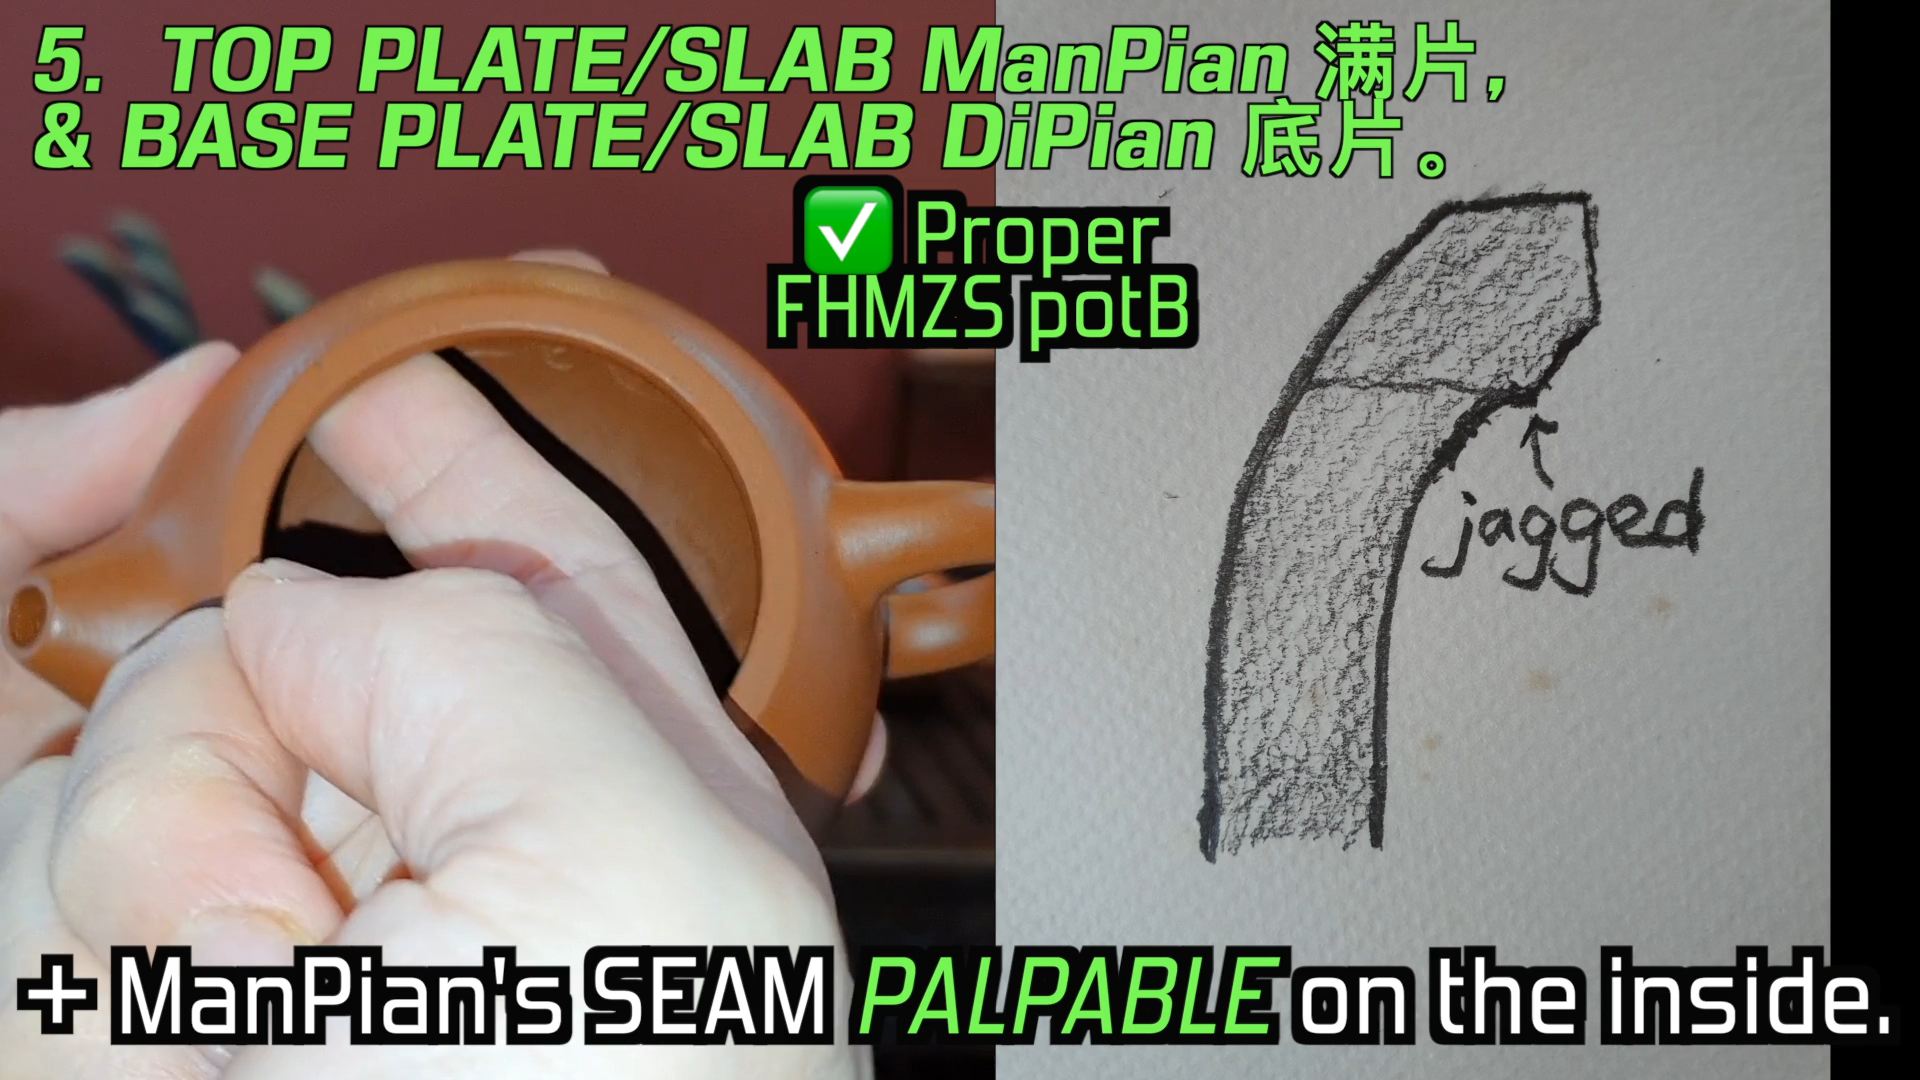 5. TOP PLATE/SLAB ManPian 满片,
& BASE PLATE/SLAB DiPian 底片。
✅ Proper
FHMZS potB
jagged
+ ManPian's SEAM PALPABLE on the inside.